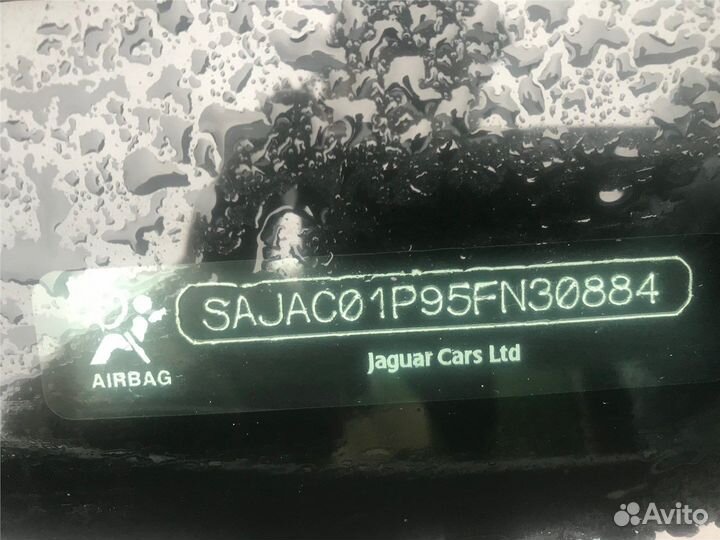 SAJAC01P95FN30884
AIRBAG
Jaguar Cars Ltd
Avito